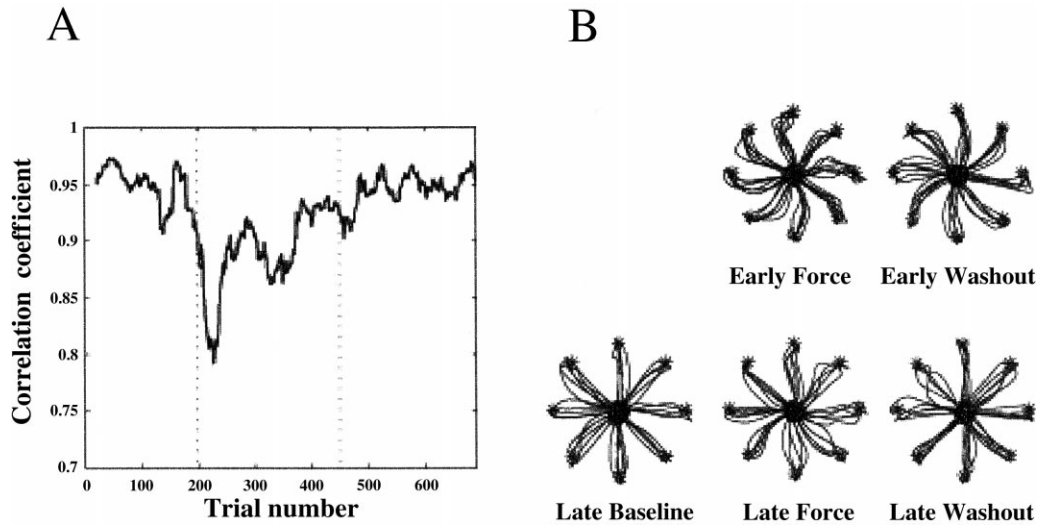 A
B
1
0.95
0.9
0.85
0.8
0.75
0.7
Correlation coefficient
0 100 200 300 400 500 600
Trial number
Early Force Early Washout
Late Baseline Late Force Late Washout